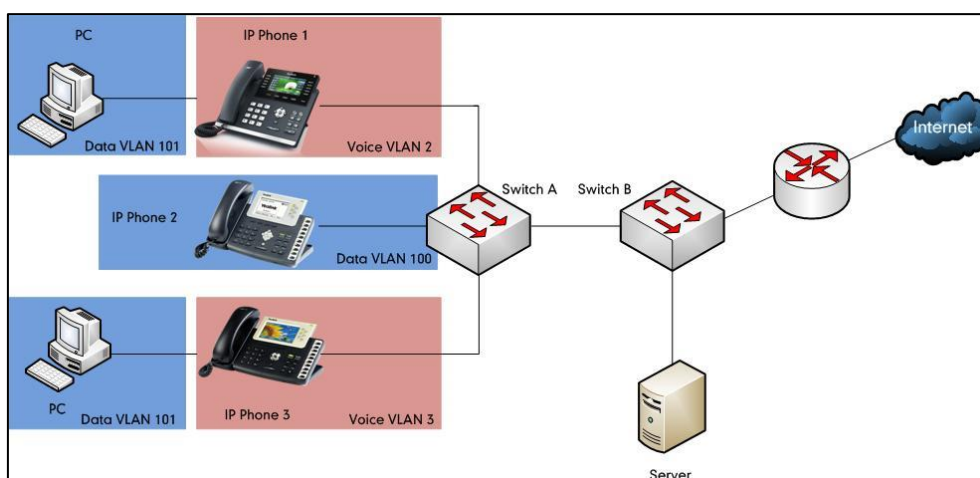 PC
IP Phone 1
Data VLAN 101
Voice VLAN 2
IP Phone 2
Data VLAN 100
Switch A
Switch B
Internet
PC
Data VLAN 101
IP Phone 3
Voice VLAN 3
Server